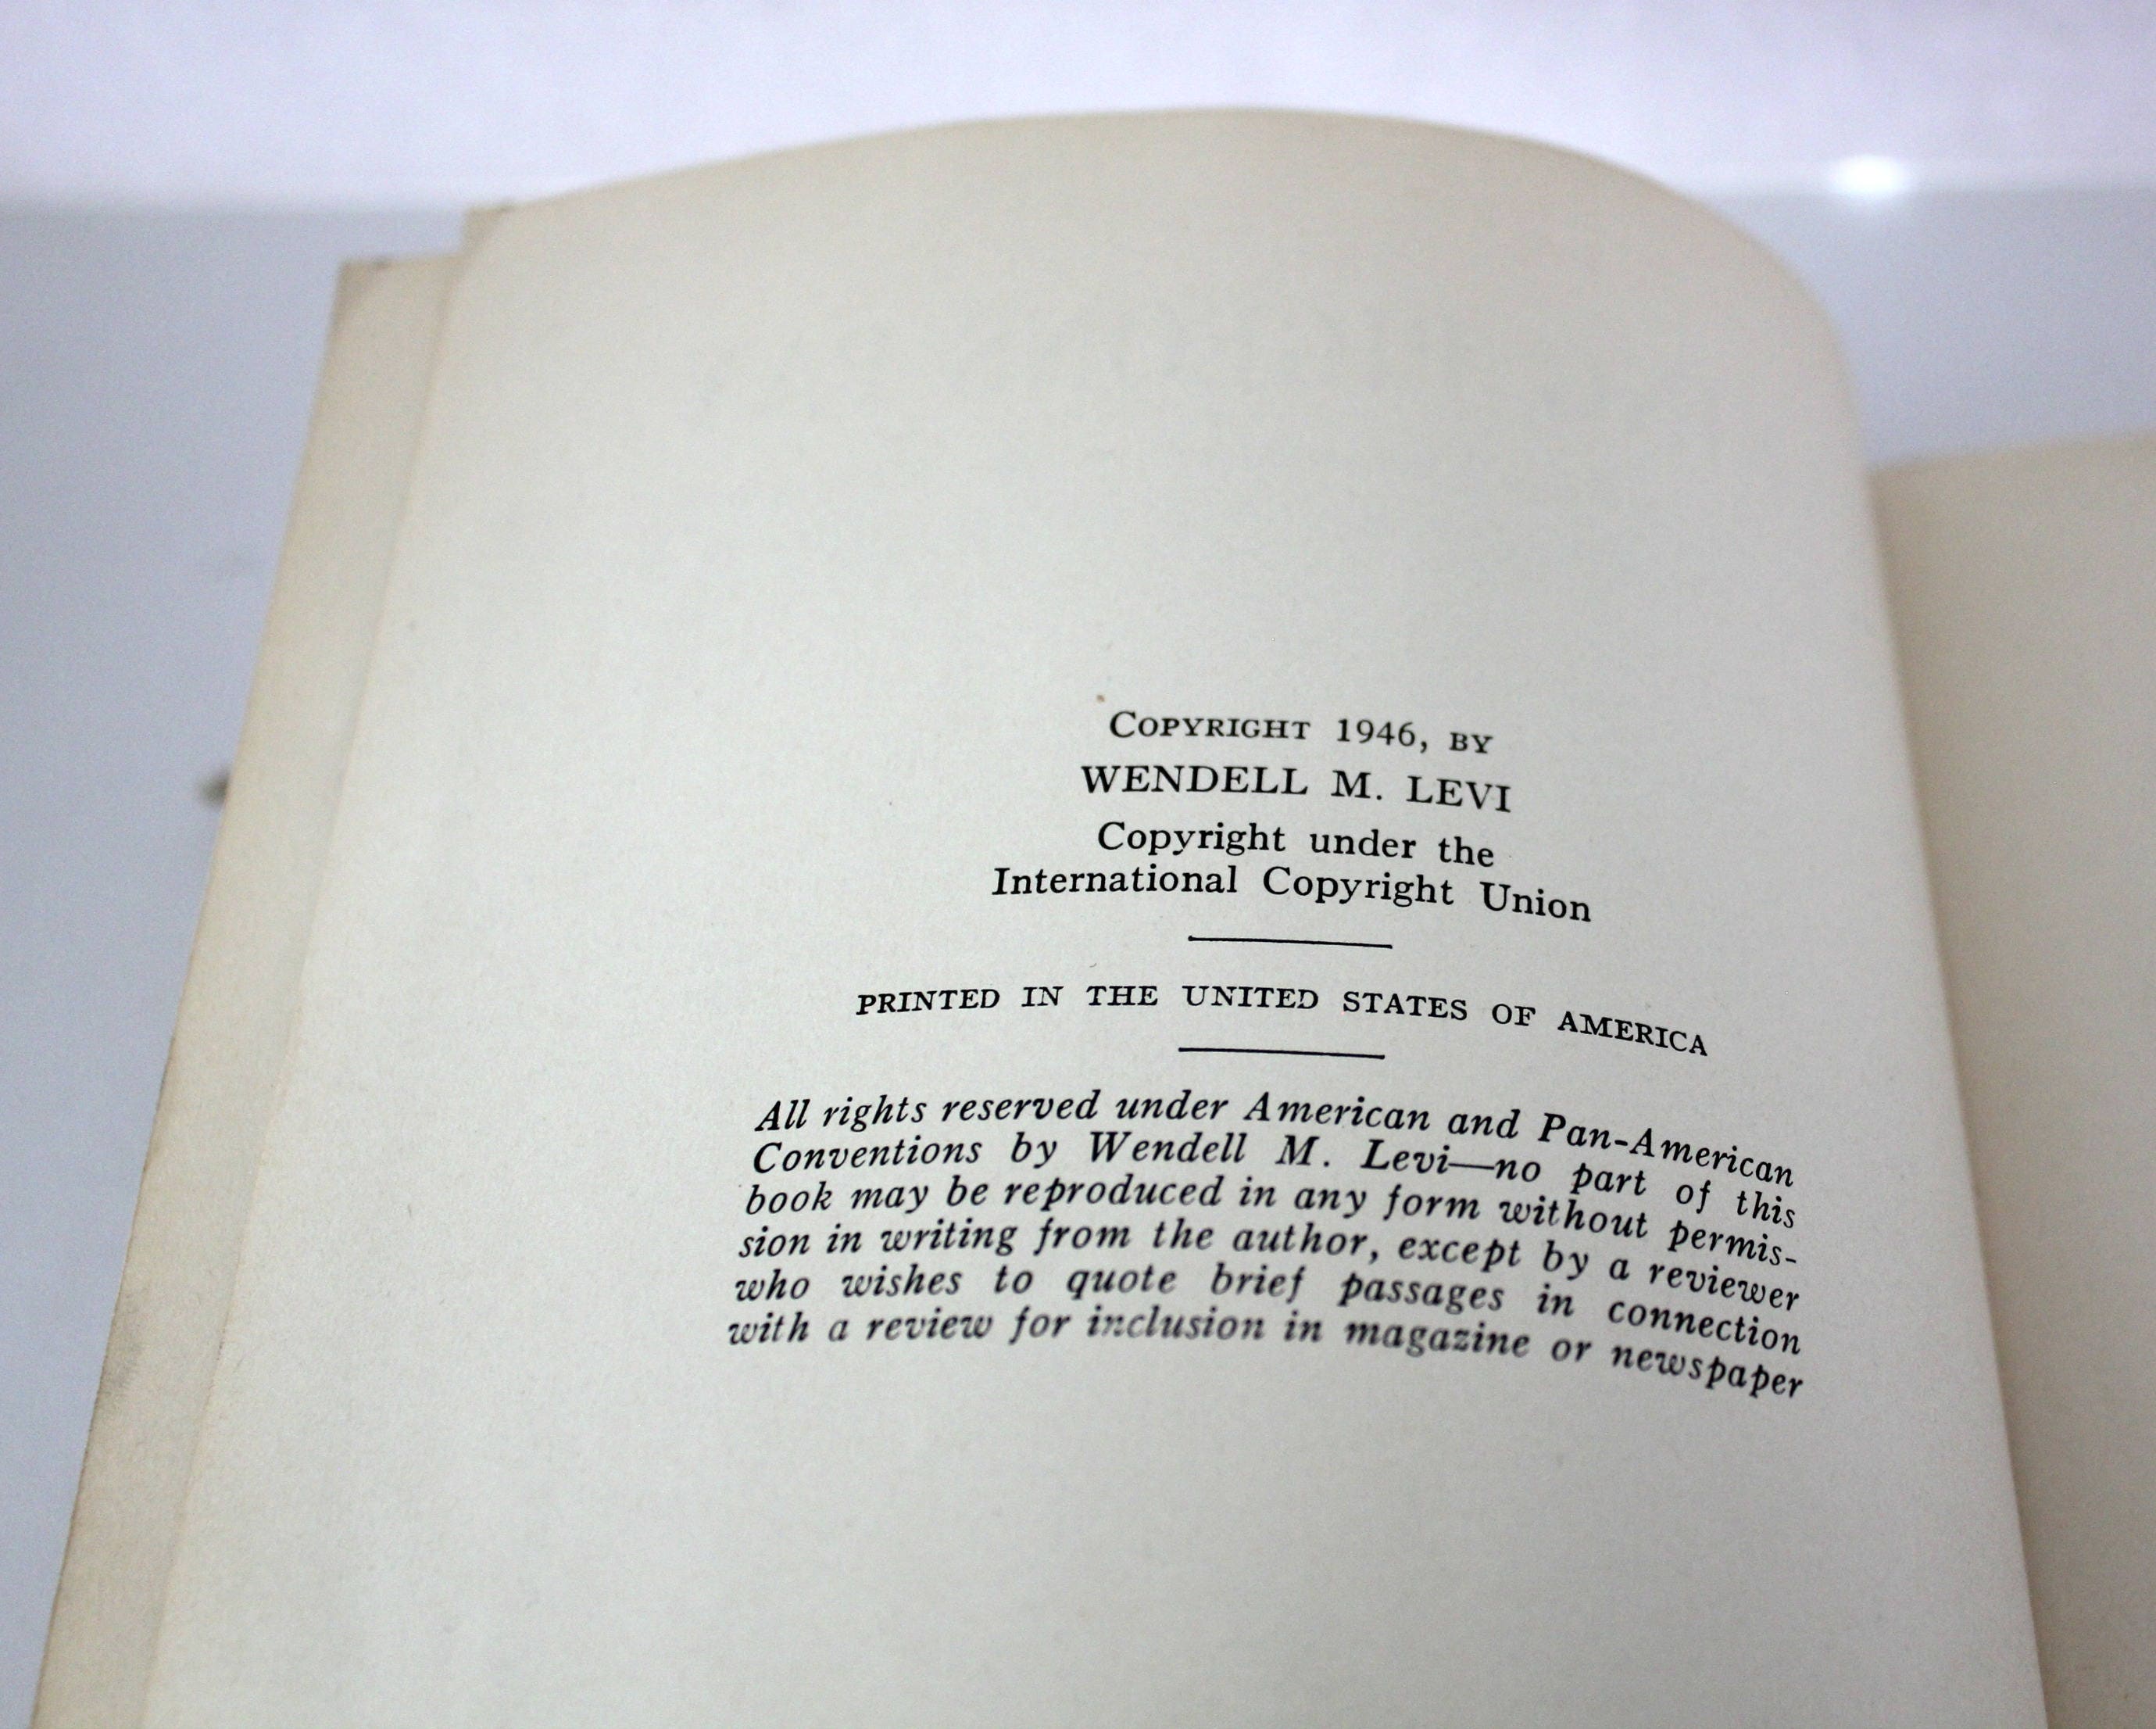 COPYRIGHT 1946, BY
WENDELL M. LEVI
Copyright under the
International Copyright Union
PRINTED IN THE UNITED STATES OF AMERICA
All rights reserved under American and Pan-American
Conventions by Wendell M. Levi—no part of this
book may be reproduced in any form without permis-
sion in writing from the author, except by a reviewer
who wishes to quote brief passages in connection
with a review for inclusion in magazine or newspaper